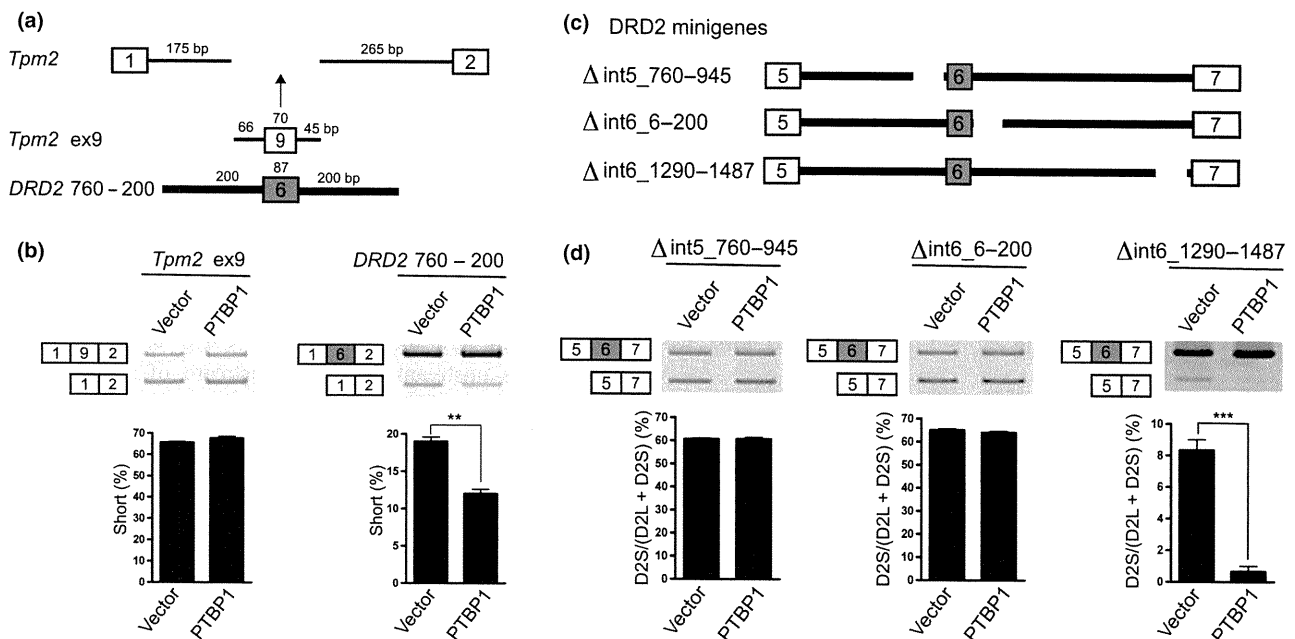 (a)
Tpm2
1
175 bp
265 bp
2
Tpm2 ex9
66
70
9
45 bp
DRD2 760 – 200
200
87
6
200 bp
(c) DRD2 minigenes
Δ int5_760–945
5
6
7
Δ int6_6–200
5
6
7
Δ int6_1290–1487
5
6
7
(b)
Tpm2 ex9
Vector
PTBP1
1 9 2
1 2
Short (%)
70
60
50
40
30
20
10
0
Vector
PTBP1
DRD2 760 – 200
Vector
PTBP1
1 6 2
1 2
**
Short (%)
20
15
10
5
0
Vector
PTBP1
(d)
Δ int5_760–945
Vector
PTBP1
5 6 7
5 7
D2S/(D2L + D2S) (%)
70
60
50
40
30
20
10
0
Vector
PTBP1
Δint6_6–200
Vector
PTBP1
5 6 7
5 7
D2S/(D2L + D2S) (%)
70
60
50
40
30
20
10
0
Vector
PTBP1
Δint6_1290–1487
Vector
PTBP1
5 6 7
5 7
***
D2S/(D2L + D2S) (%)
10
8
6
4
2
0
Vector
PTBP1